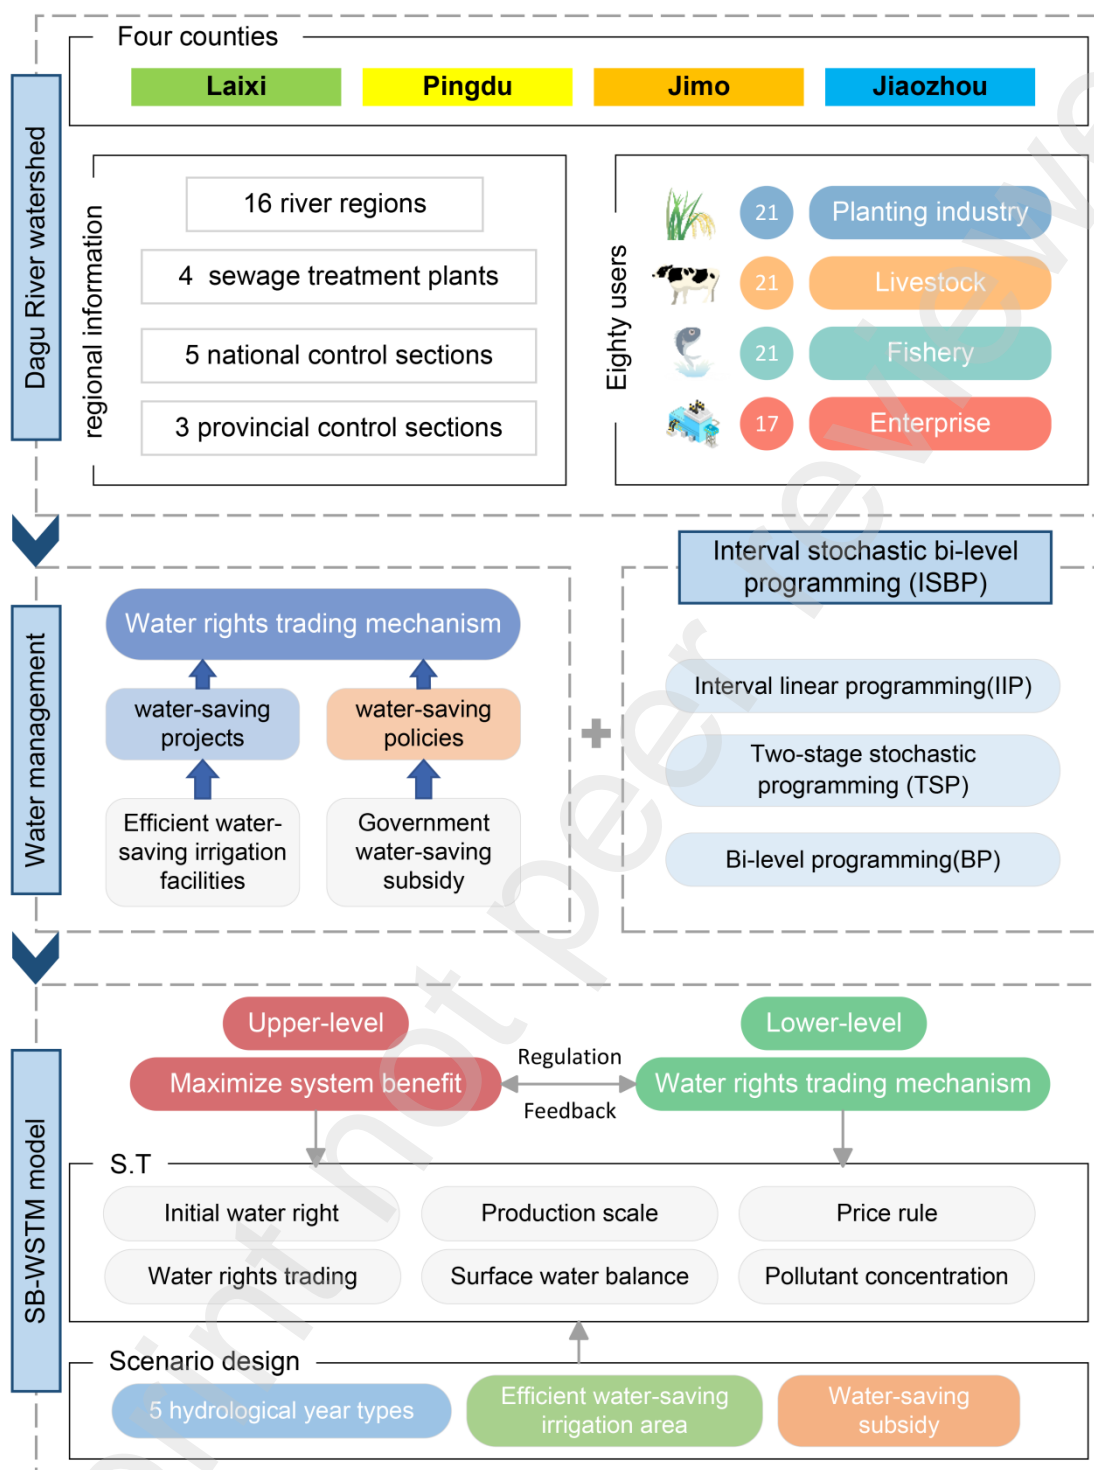 Four counties
Laixi
Pingdu
Jimo
Jiaozhou
Dagu River watershed
regional information
16 river regions
4 sewage treatment plants
5 national control sections
3 provincial control sections
Eighty users
21
Planting industry
21
Livestock
21
Fishery
17
Enterprise
Water management
Water rights trading mechanism
water-saving
projects
water-saving
policies
Efficient water-
saving irrigation
facilities
Government
water-saving
subsidy
Interval stochastic bi-level
programming (ISBP)
Interval linear programming(IIP)
Two-stage stochastic
programming (TSP)
Bi-level programming(BP)
SB-WSTM model
Upper-level
Maximize system benefit
Regulation
Feedback
Lower-level
Water rights trading mechanism
S.T
Initial water right
Production scale
Price rule
Water rights trading
Surface water balance
Pollutant concentration
Scenario design
5 hydrological year types
Efficient water-saving
irrigation area
Water-saving
subsidy
print not peer reviewe